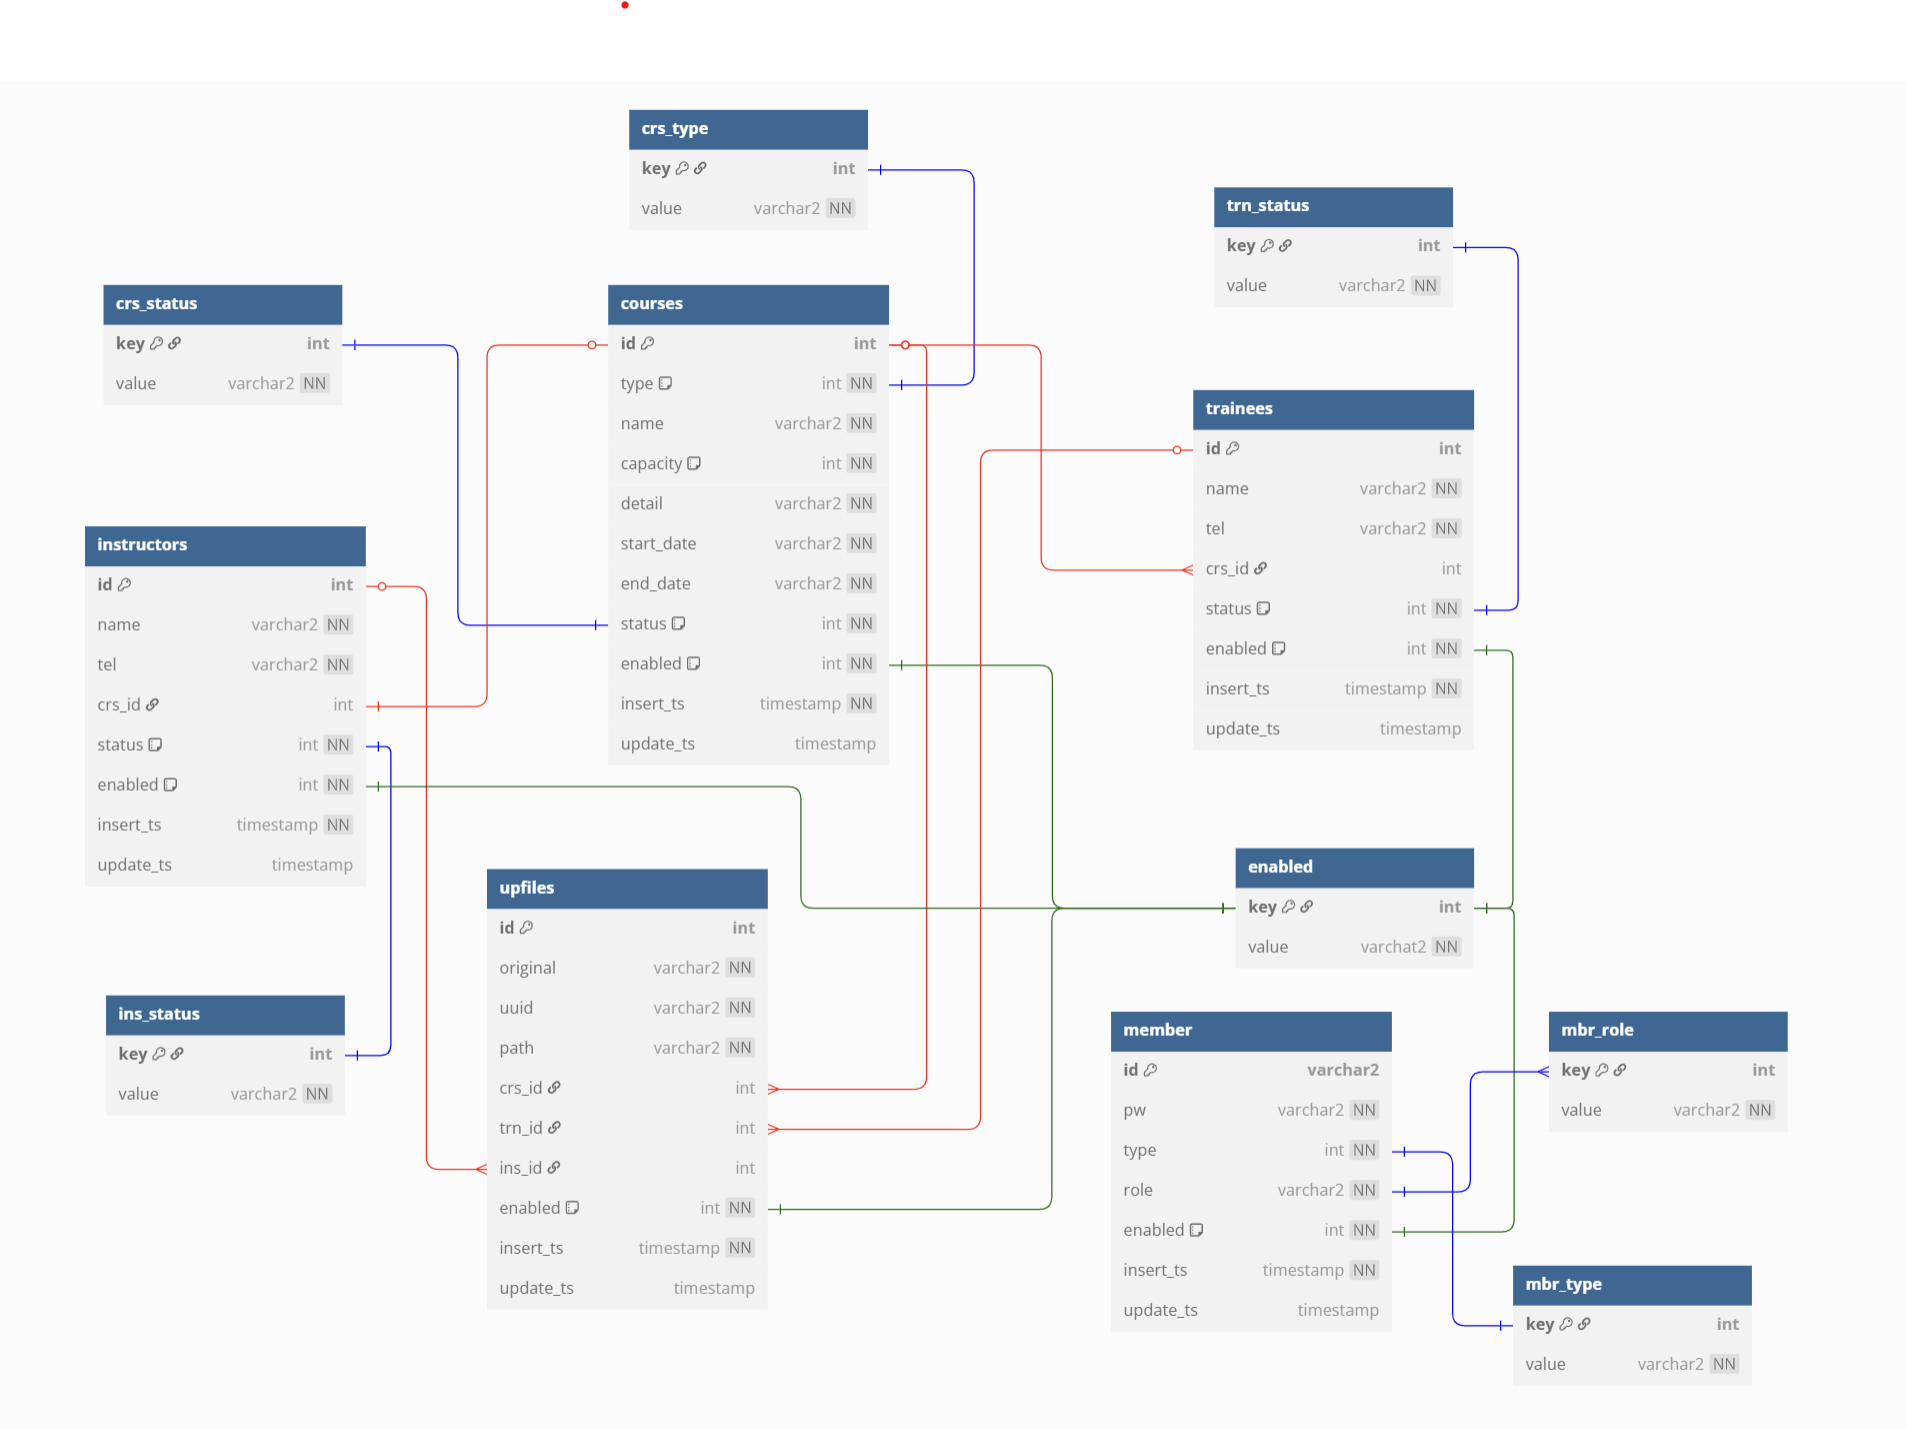 crs_type
key int
value varchar2 NN
trn_status
key int
value varchar2 NN
crs_status
key int
value varchar2 NN
courses
id int
type int NN
name varchar2 NN
capacity int NN
detail varchar2 NN
start_date varchar2 NN
end_date varchar2 NN
status int NN
enabled int NN
insert_ts timestamp NN
update_ts timestamp
trainees
id int
name varchar2 NN
tel varchar2 NN
crs_id int
status int NN
enabled int NN
insert_ts timestamp NN
update_ts timestamp
instructors
id int
name varchar2 NN
tel varchar2 NN
crs_id int
status int NN
enabled int NN
insert_ts timestamp NN
update_ts timestamp
upfiles
id int
original varchar2 NN
uuid varchar2 NN
path varchar2 NN
crs_id int
trn_id int
ins_id int
enabled int NN
insert_ts timestamp NN
update_ts timestamp
enabled
key int
value varchat2 NN
ins_status
key int
value varchar2 NN
member
id varchar2
pw varchar2 NN
type int NN
role varchar2 NN
enabled int NN
insert_ts timestamp NN
update_ts timestamp
mbr_role
key int
value varchar2 NN
mbr_type
key int
value varchar2 NN